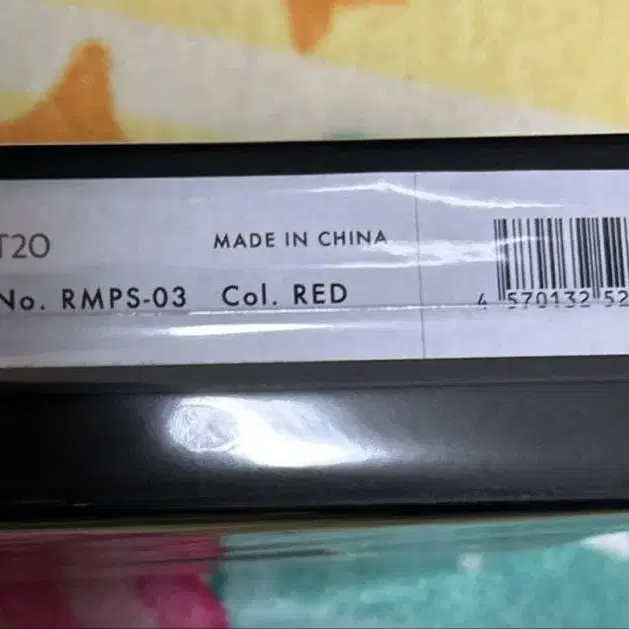 T20
MADE IN CHINA
No. RMPS-03 Col. RED
4 570132 52